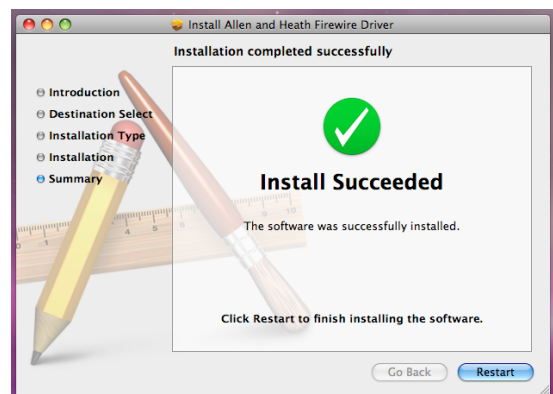 Install Allen and Heath Firewire Driver
Installation completed successfully
Introduction
Destination Select
Installation Type
Installation
Summary
Install Succeeded
The software was successfully installed.
Click Restart to finish installing the software.
Go Back
Restart